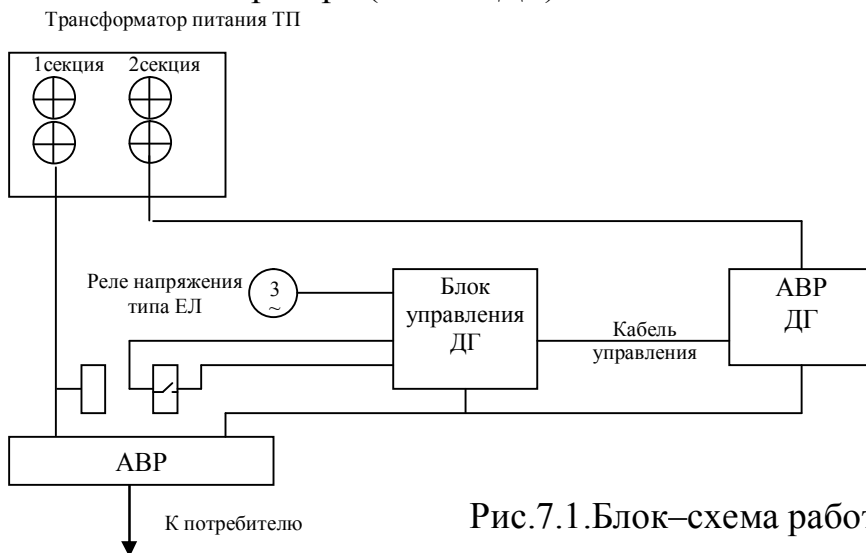 Трансформатор питания ТП
1секция 2секция
Реле напряжения
типа ЕЛ
3
~
Блок
управления
ДГ
Кабель
управления
АВР
ДГ
АВР
К потребителю
Рис.7.1.Блок–схема работ